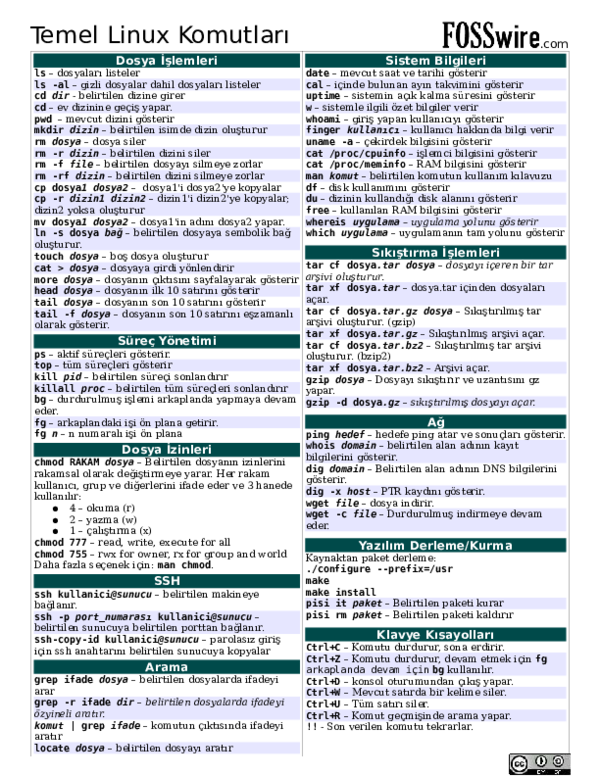 Temel Linux Komutları
FOSSwire.com
Dosya İşlemleri
ls – dosyaları listeler
ls -al – gizli dosyalar dahil dosyaları listeler
cd dir - belirtilen dizine girer
cd – ev dizinine geçiş yapar.
pwd – mevcut dizini gösterir
mkdir dizin – belirtilen isimde dizin oluşturur
rm dosya – dosya siler
rm -r dizin – belirtilen dizini siler
rm -f file – belirtilen dosyayı silmeye zorlar
rm -rf dizin – belirtilen dizini silmeye zorlar
cp dosya1 dosya2 – dosya1'i dosya2'ye kopyalar
cp -r dizin1 dizin2 – dizin1'i dizin2'ye kopyalar;
dizin2 yoksa oluşturur
mv dosya1 dosya2 – dosya1'in adını dosya2 yapar.
ln -s dosya bağ – belirtilen dosyaya sembolik bağ
oluşturur.
touch dosya – boş dosya oluşturur
cat > dosya – dosyaya girdi yönlendirir
more dosya – dosyanın çıktısını sayfalayarak gösterir
head dosya – dosyanın ilk 10 satırını gösterir
tail dosya – dosyanın son 10 satırını gösterir
tail -f dosya – dosyanın son 10 satırını eşzamanlı
olarak gösterir.
Süreç Yönetimi
ps – aktif süreçleri gösterir.
top – tüm süreçleri gösterir
kill pid – belirtilen süreçi sonlandırır
killall proc – belirtilen tüm süreçleri sonlandırır
bg – durdurulmuş işlemi arkaplanda yapmaya devam
eder.
fg – arkaplandaki işi ön plana getirir.
fg n – n numaralı işi ön plana
Dosya İzinleri
chmod RAKAM dosya – Belirtilen dosyanın izinlerini
rakamsal olarak değiştirmeye yarar. Her rakam
kullanıcı, grup ve diğerlerini ifade eder ve 3 hanede
kullanılır:
● 4 – okuma (r)
● 2 – yazma (w)
● 1 – çalıştırma (x)
chmod 777 – read, write, execute for all
chmod 755 – rwx for owner, rx for group and world
Daha fazla seçenek için: man chmod.
SSH
ssh kullanici@sunucu – belirtilen makineye
bağlanır.
ssh -p port_numarası kullanici@sunucu –
belirtilen sunucuya belirtilen porttan bağlanır.
ssh-copy-id kullanici@sunucu – parolasız giriş
için ssh anahtarını belirtilen sunucuya kopyalar
Arama
grep ifade dosya – belirtilen dosyalarda ifadeyi
arar
grep -r ifade dir – belirtilen dosyalarda ifadeyi
özyineli aratır.
komut | grep ifade – komutun çıktısında ifadeyi
aratır
locate dosya – belirtilen dosyayı aratır
Sistem Bilgileri
date – mevcut saat ve tarihi gösterir
cal – içinde bulunan ayın takvimini gösterir
uptime – sistemin açık kalma süresini gösterir
w – sistemle ilgili özet bilgiler verir
whoami – giriş yapan kullanıcıyı gösterir
finger kullanıcı – kullanıcı hakkında bilgi verir
uname -a – çekirdek bilgisini gösterir
cat /proc/cpuinfo – işlemci bilgisini gösterir
cat /proc/meminfo – RAM bilgisini gösterir
man komut – belirtilen komutun kullanım kılavuzu
df – disk kullanımını gösterir
du – dizinin kullandığı disk alanını gösterir
free – kullanılan RAM bilgisini gösterir
whereis uygulama – uygulama yolunu gösterir
which uygulama – uygulamanın tam yolunu gösterir
Sıkıştırma İşlemleri
tar cf dosya.tar dosya – dosyayı içeren bir tar
arşivi oluşturur.
tar xf dosya.tar – dosya.tar içinden dosyaları
açar.
tar cf dosya.tar.gz dosya – Sıkıştırılmış tar
arşivi oluşturur. (gzip)
tar xf dosya.tar.gz – Sıkıştırılmış arşivi açar.
tar cf dosya.tar.bz2 – Sıkıştırılmış tar arşivi
oluşturur. (bzip2)
tar xf dosya.tar.bz2 – Arşivi açar.
gzip dosya – Dosyayı sıkıştırır ve uzantısını gz
yapar.
gzip -d dosya.gz – sıkıştırılmış dosyayı açar.
Ağ
ping hedef – hedefe ping atar ve sonuçları gösterir.
whois domain – belirtilen alan adının kayıt
bilgilerini gösterir.
dig domain – Belirtilen alan adının DNS bilgilerini
gösterir.
dig -x host – PTR kaydını gösterir.
wget file – dosya indirir.
wget -c file – Durdurulmuş indirmeye devam
eder.
Yazılım Derleme/Kurma
Kaynaktan paket derleme:
./configure --prefix=/usr
make
make install
pisi it paket – Belirtilen paketi kurar
pisi rm paket – Belirtilen paketi kaldırır
Klavye Kısayolları
Ctrl+C – Komutu durdurur, sona erdirir.
Ctrl+Z – Komutu durdurur, devam etmek için fg
arkaplanda devam için bg kullanılır.
Ctrl+D – konsol oturumundan çıkış yapar.
Ctrl+W – Mevcut satırda bir kelime siler.
Ctrl+U – Tüm satırı siler.
Ctrl+R – Komut geçmişinde arama yapar.
!! - Son verilen komutu tekrarlar.
cc